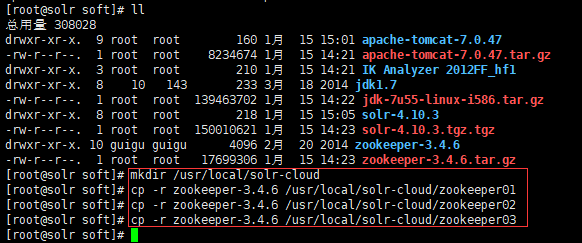 [root@solr soft]# ll
总用量 308028
drwxr-xr-x. 9 root root 160 1月 15 15:01 apache-tomcat-7.0.47
-rw-r--r--. 1 root root 8234674 1月 15 14:21 apache-tomcat-7.0.47.tar.gz
drwxr-xr-x. 3 root root 210 1月 15 14:21 IK Analyzer 2012FF_hf1
drwxr-xr-x. 8 10 143 233 3月 18 2014 jdk1.7
-rw-r--r--. 1 root root 139463702 1月 15 14:22 jdk-7u55-linux-i586.tar.gz
drwxr-xr-x. 8 root root 218 1月 15 15:05 solr-4.10.3
-rw-r--r--. 1 root root 150010621 1月 15 14:23 solr-4.10.3.tgz.tgz
drwxr-xr-x. 10 guigu guigu 4096 2月 20 2014 zookeeper-3.4.6
-rw-r--r--. 1 root root 17699306 1月 15 14:23 zookeeper-3.4.6.tar.gz
[root@solr soft]# mkdir /usr/local/solr-cloud
[root@solr soft]# cp -r zookeeper-3.4.6 /usr/local/solr-cloud/zookeeper01
[root@solr soft]# cp -r zookeeper-3.4.6 /usr/local/solr-cloud/zookeeper02
[root@solr soft]# cp -r zookeeper-3.4.6 /usr/local/solr-cloud/zookeeper03
[root@solr soft]#